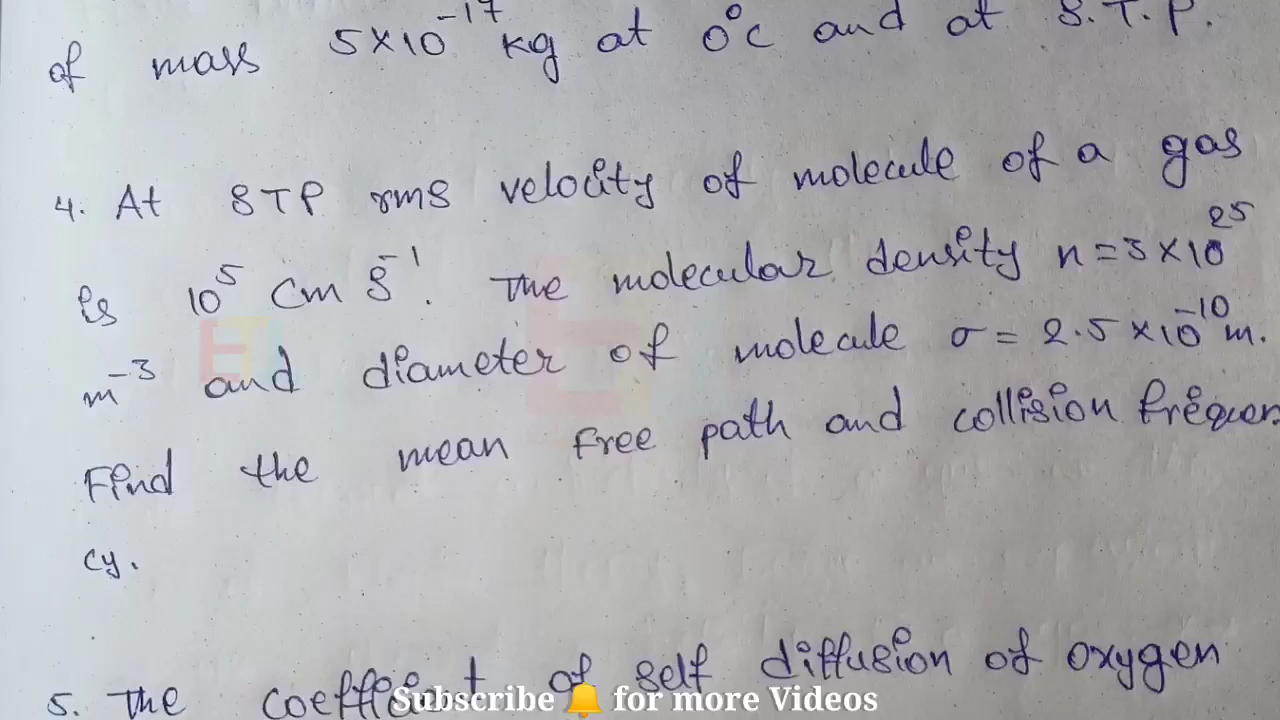 of mass 5×10⁻¹⁷ kg at 0°c and at S.T.P.
4. At STP rms velocity of molecule of a gas
is 10⁵ cm s⁻¹. The molecular density n = 3×10²⁵
m⁻³ and diameter of molecule σ = 2.5×10⁻¹⁰ m.
Find the mean free path and collision frequen
cy.
5. The coefficient of self diffusion of oxygen
Subscribe 🔔 for more Videos